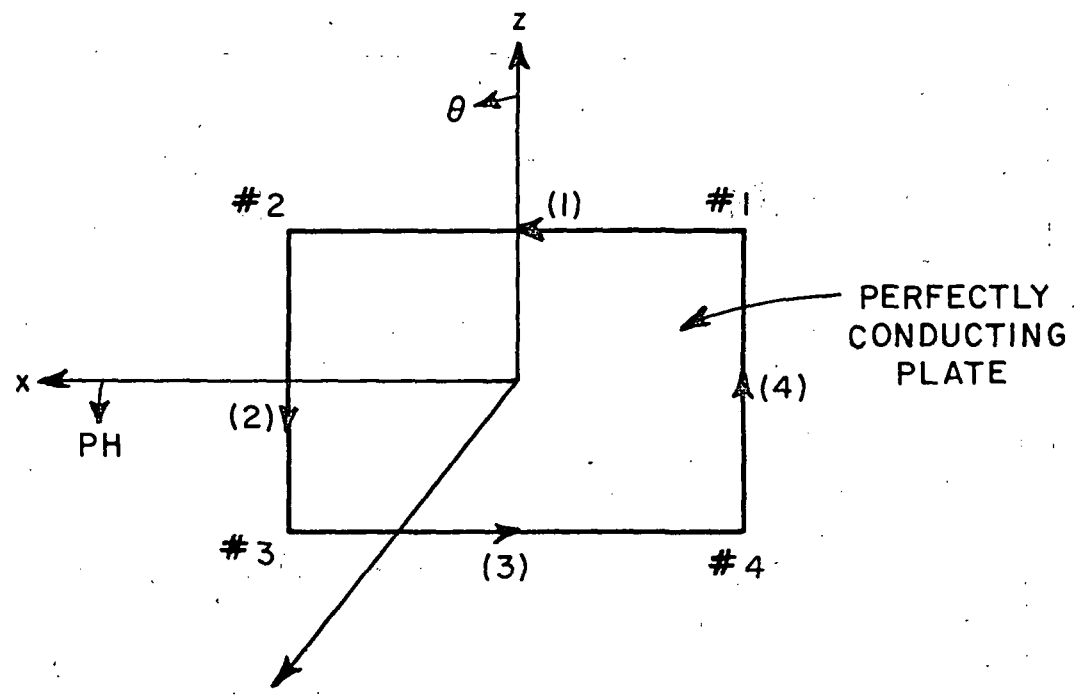 z
θ
#2
(1)
#1
PERFECTLY
CONDUCTING
PLATE
x
(4)
(2)
PH
#3
(3)
#4